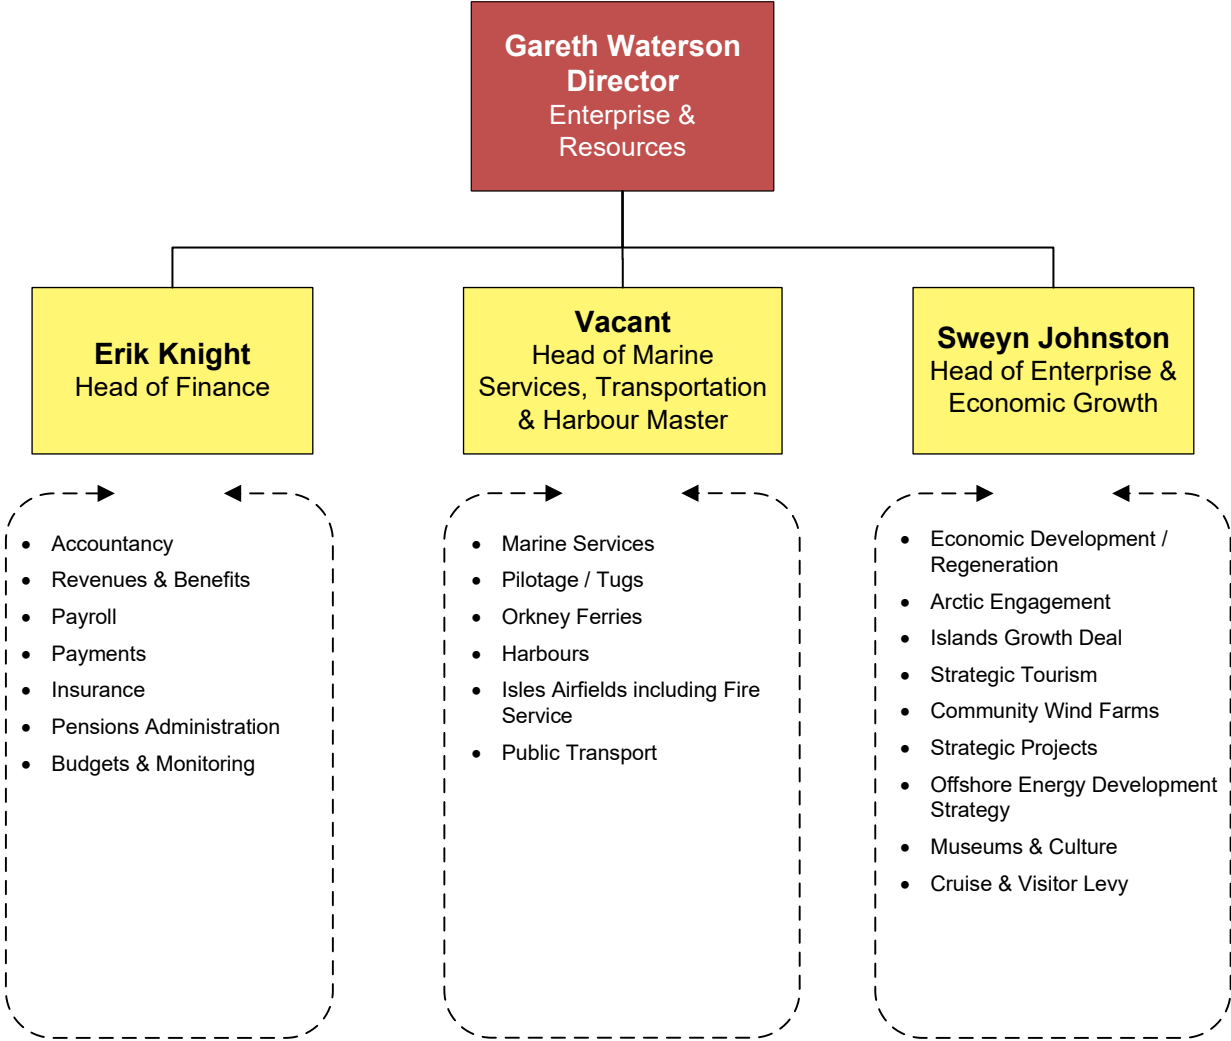 Gareth Waterson
Director
Enterprise &
Resources
Erik Knight
Head of Finance
Vacant
Head of Marine
Services, Transportation
& Harbour Master
Sweyn Johnston
Head of Enterprise &
Economic Growth
• Accountancy
• Revenues & Benefits
• Payroll
• Payments
• Insurance
• Pensions Administration
• Budgets & Monitoring
• Marine Services
• Pilotage / Tugs
• Orkney Ferries
• Harbours
• Isles Airfields including Fire
Service
• Public Transport
• Economic Development /
Regeneration
• Arctic Engagement
• Islands Growth Deal
• Strategic Tourism
• Community Wind Farms
• Strategic Projects
• Offshore Energy Development
Strategy
• Museums & Culture
• Cruise & Visitor Levy